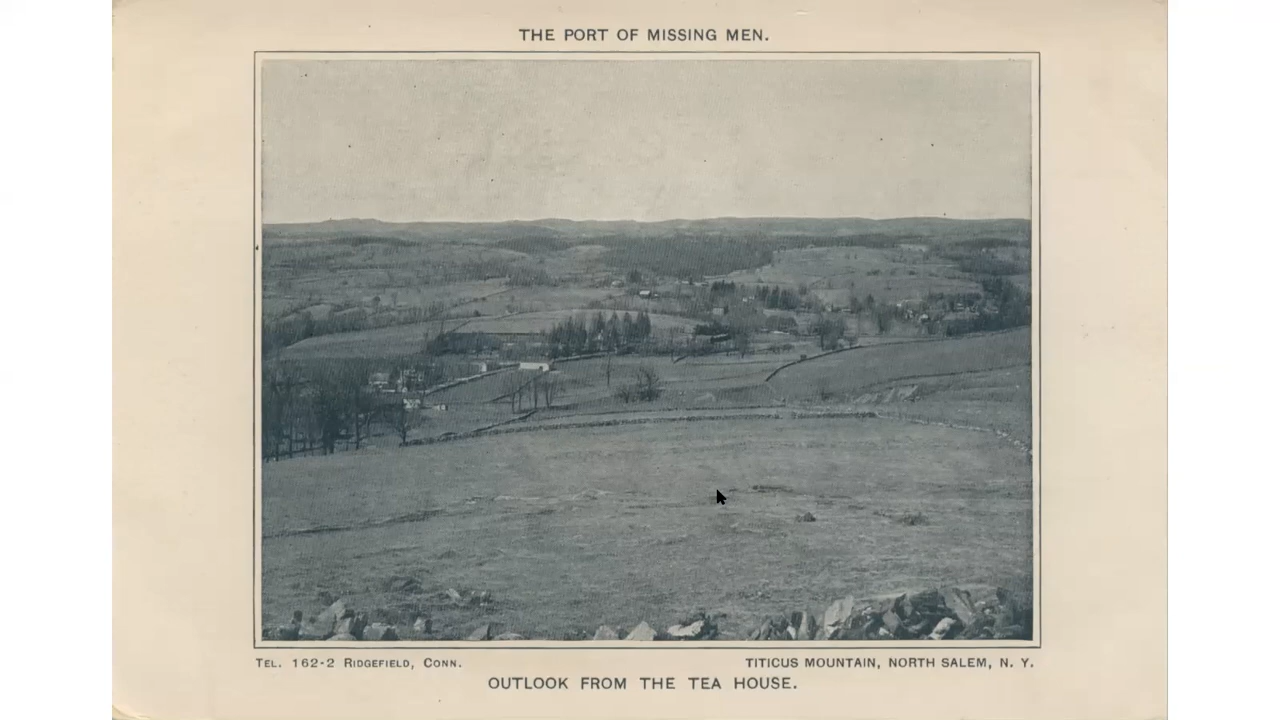 THE PORT OF MISSING MEN.
TEL. 162-2 RIDGEFIELD, CONN.
TITICUS MOUNTAIN, NORTH SALEM, N. Y.
OUTLOOK FROM THE TEA HOUSE.